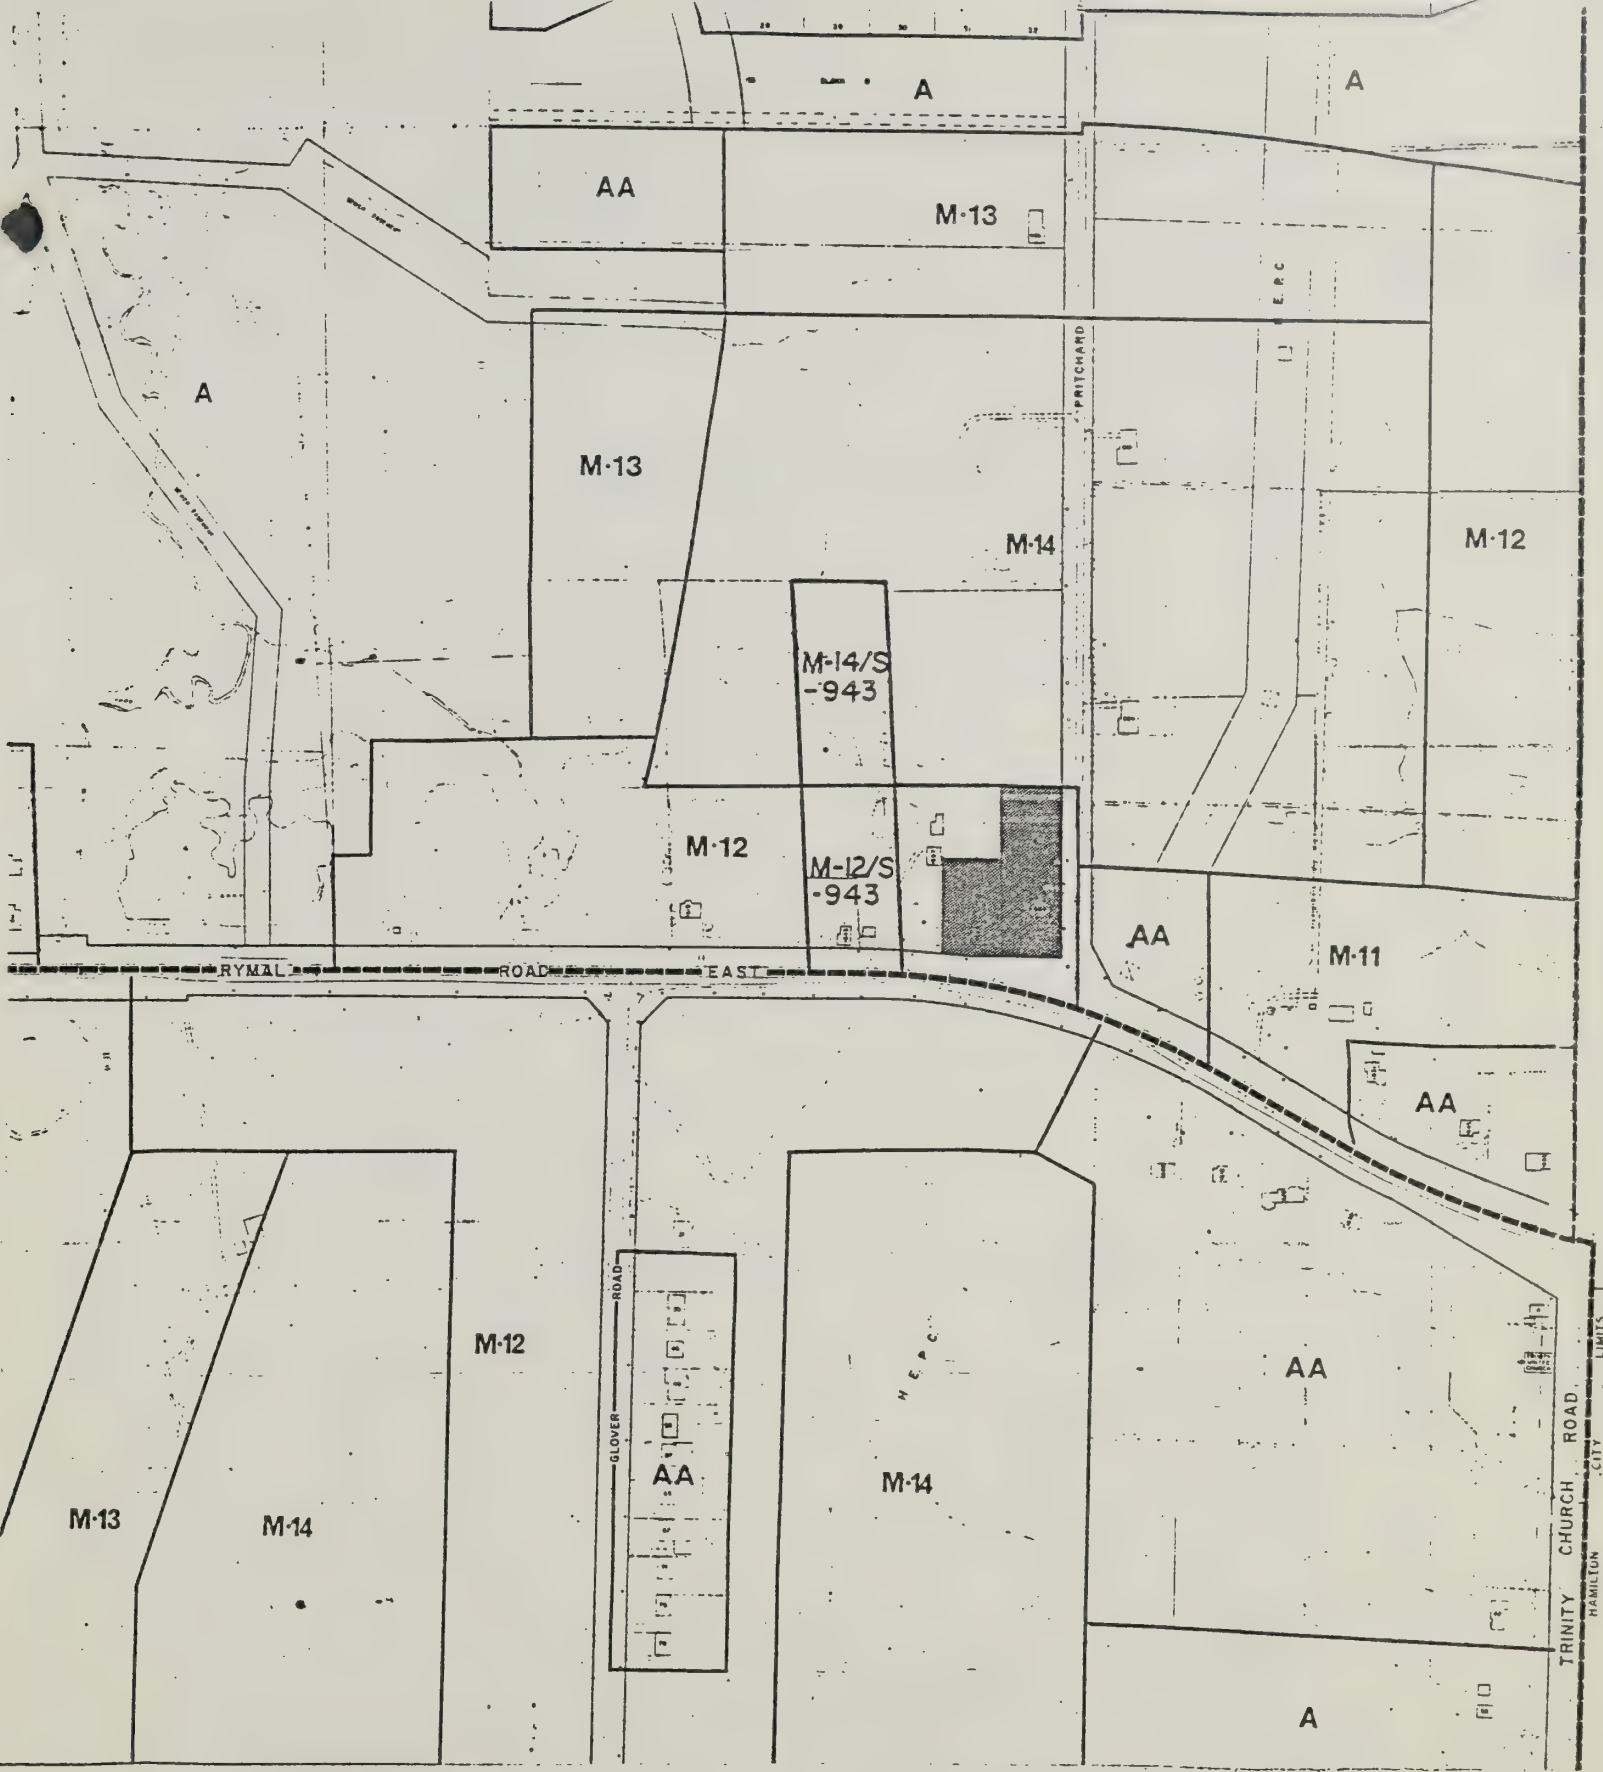 A
A
AA
M·13
H E P C
PRITCHARD
A
M·13
M·14
M·12
M-14/S
-943
M·12
M-12/S
-943
AA
M·11
RYMAL ROAD EAST
AA
ROAD
GLOVER
M·12
H E P C
AA
AA
M·14
M·13
M·14
TRINITY CHURCH ROAD
HAMILTON CITY LIMITS
A